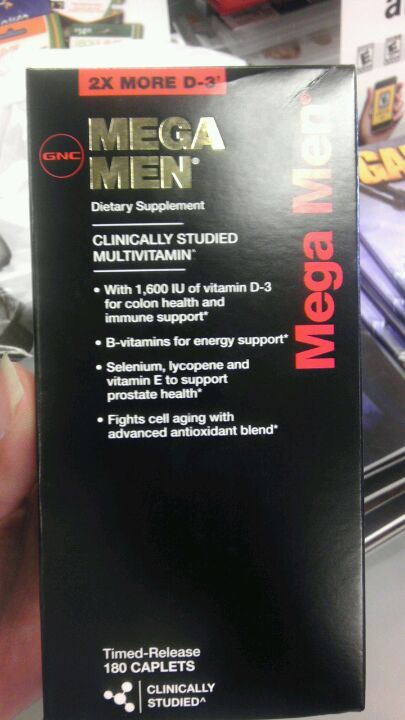 2X MORE D-3†
GNC
MEGA
MEN®
Dietary Supplement
CLINICALLY STUDIED
MULTIVITAMIN^
• With 1,600 IU of vitamin D-3
for colon health and
immune support*
• B-vitamins for energy support*
• Selenium, lycopene and
vitamin E to support
prostate health*
• Fights cell aging with
advanced antioxidant blend*
Mega Men®
Timed-Release
180 CAPLETS
CLINICALLY
STUDIED^